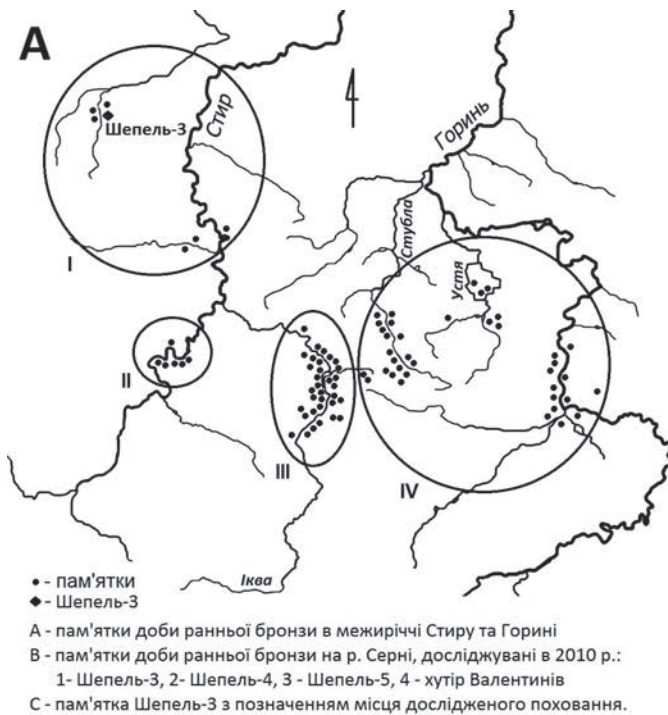 А
Стир
Горинь
Шепель-3
Стубла
Устя
I
II
III
IV
Іква
● - пам'ятки
◆ - Шепель-3
А - пам'ятки доби ранньої бронзи в межиріччі Стиру та Горині
В - пам'ятки доби ранньої бронзи на р. Серні, досліджувані в 2010 р.:
1- Шепель-3, 2- Шепель-4, 3 - Шепель-5, 4 - хутір Валентинів
С - пам'ятка Шепель-3 з позначенням місця дослідженого поховання.